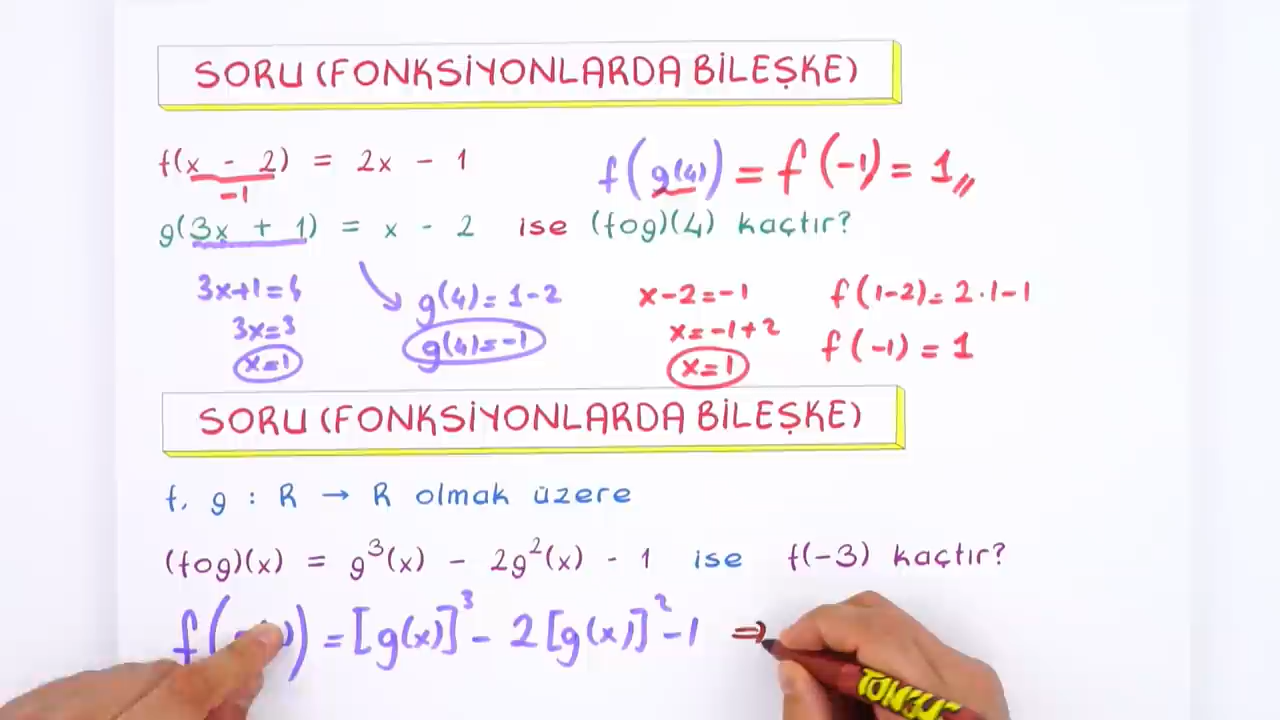 SORU (FONKSİYONLARDA BİLEŞKE)
f(x - 2) = 2x - 1
-1
f(g(4)) = f(-1) = 1,,
g(3x + 1) = x - 2 ise (fog)(4) kaçtır?
3x+1=4
3x=3
x=1
g(4)=1-2
g(4)=-1
x-2=-1
x=-1+2
x=1
f(1-2)=2·1-1
f(-1)=1
SORU (FONKSİYONLARDA BİLEŞKE)
f, g : R → R olmak üzere
(fog)(x) = g³(x) - 2g²(x) - 1 ise f(-3) kaçtır?
f( ) = [g(x)]³ - 2[g(x)]² - 1 ⇒